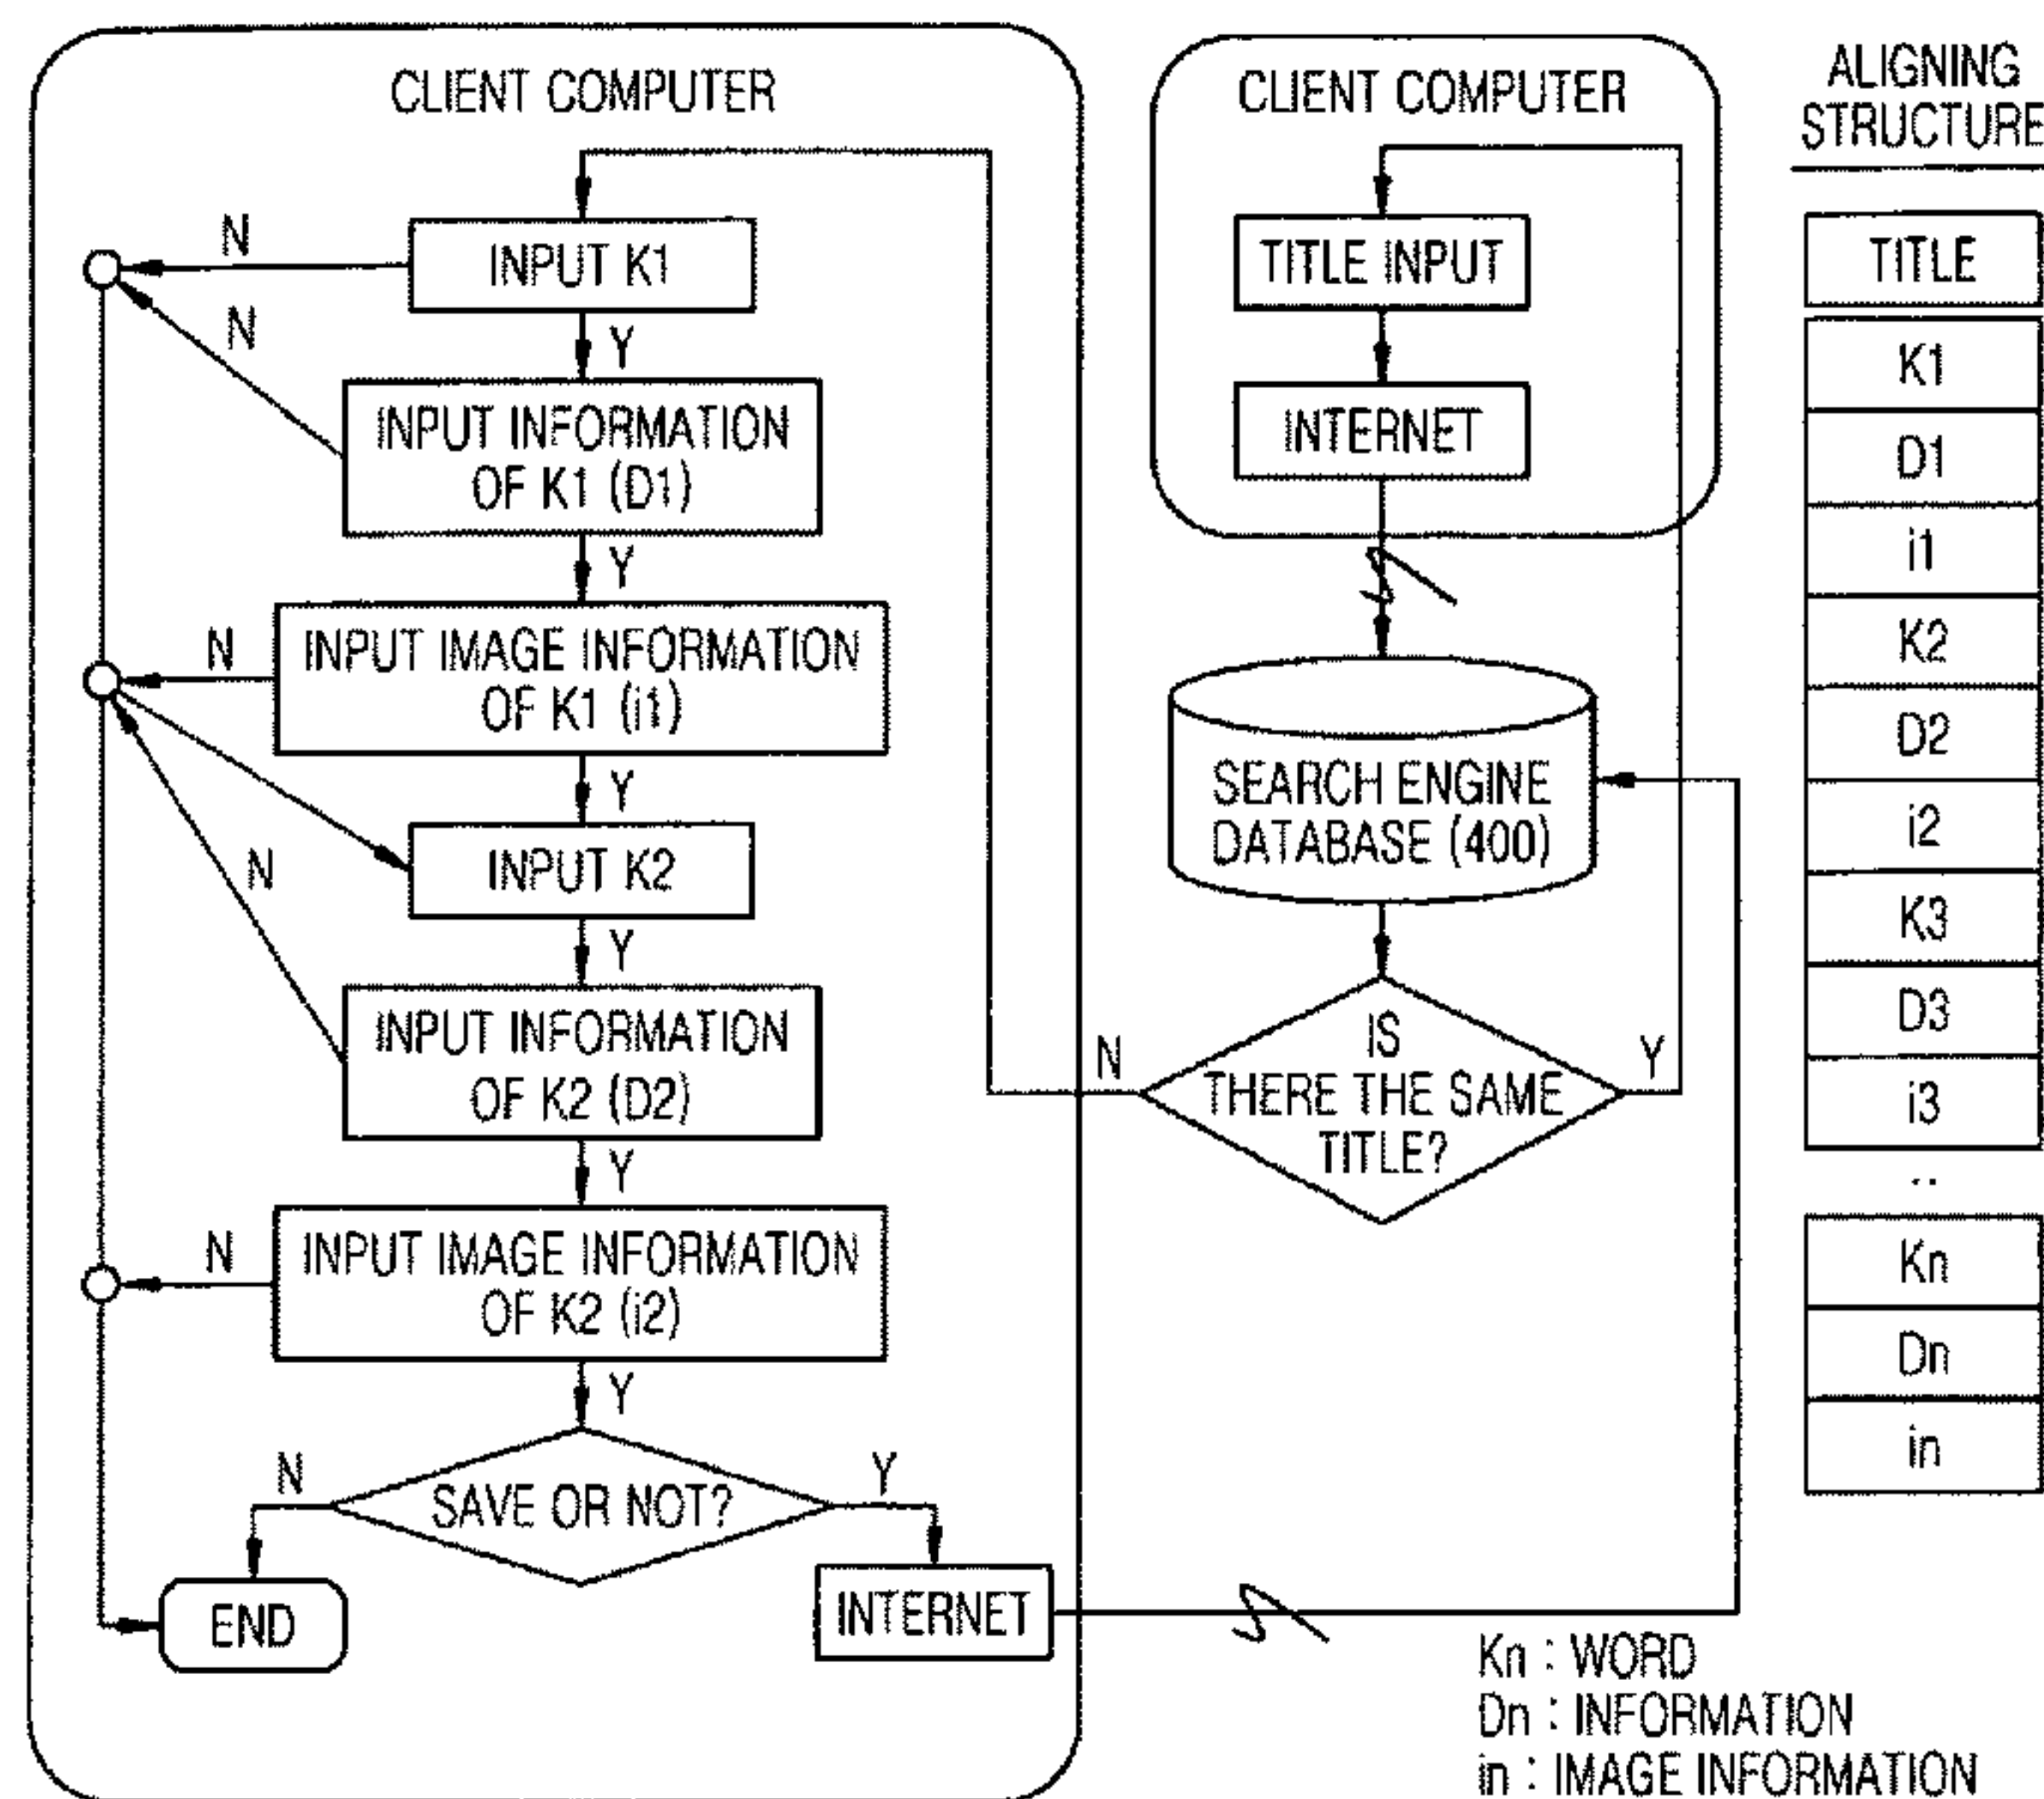 CLIENT COMPUTER
INPUT K1
N
N
Y
INPUT INFORMATION
OF K1 (D1)
Y
INPUT IMAGE INFORMATION
OF K1 (i1)
N
Y
INPUT K2
N
Y
INPUT INFORMATION
OF K2 (D2)
Y
INPUT IMAGE INFORMATION
OF K2 (i2)
N
Y
SAVE OR NOT?
N
Y
END
INTERNET
CLIENT COMPUTER
TITLE INPUT
INTERNET
SEARCH ENGINE
DATABASE (400)
IS
THERE THE SAME
TITLE?
N
Y
ALIGNING
STRUCTURE
TITLE
K1
D1
i1
K2
D2
i2
K3
D3
i3
..
Kn
Dn
in
Kn : WORD
Dn : INFORMATION
in : IMAGE INFORMATION